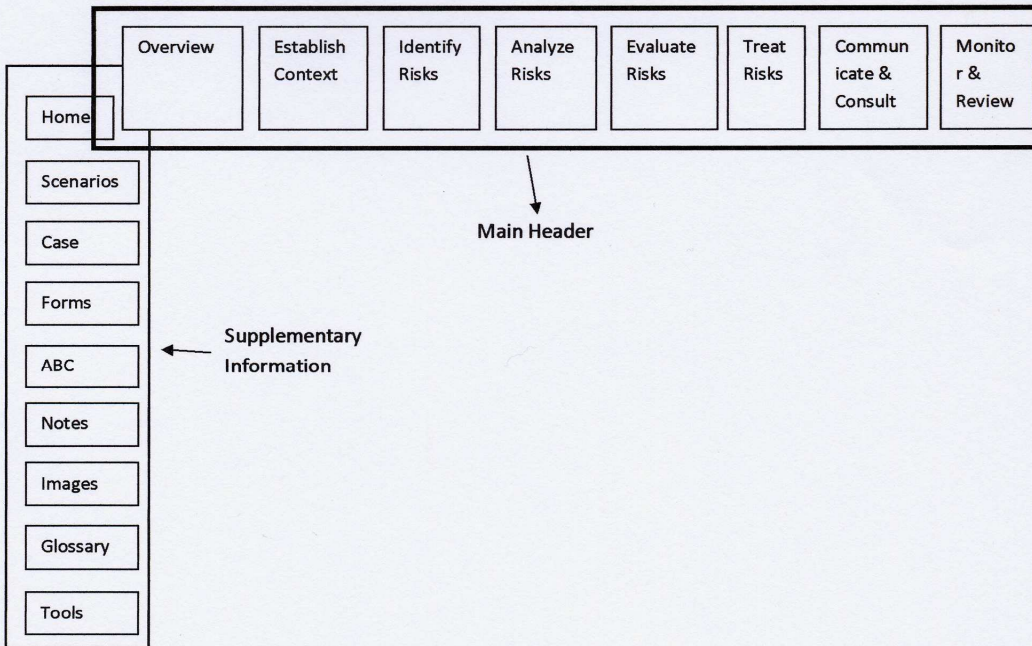 Overview
Establish
Context
Identify
Risks
Analyze
Risks
Evaluate
Risks
Treat
Risks
Commun
icate &
Consult
Monito
r &
Review
Home
Scenarios
Case
Forms
ABC
Notes
Images
Glossary
Tools
Main Header
Supplementary
Information